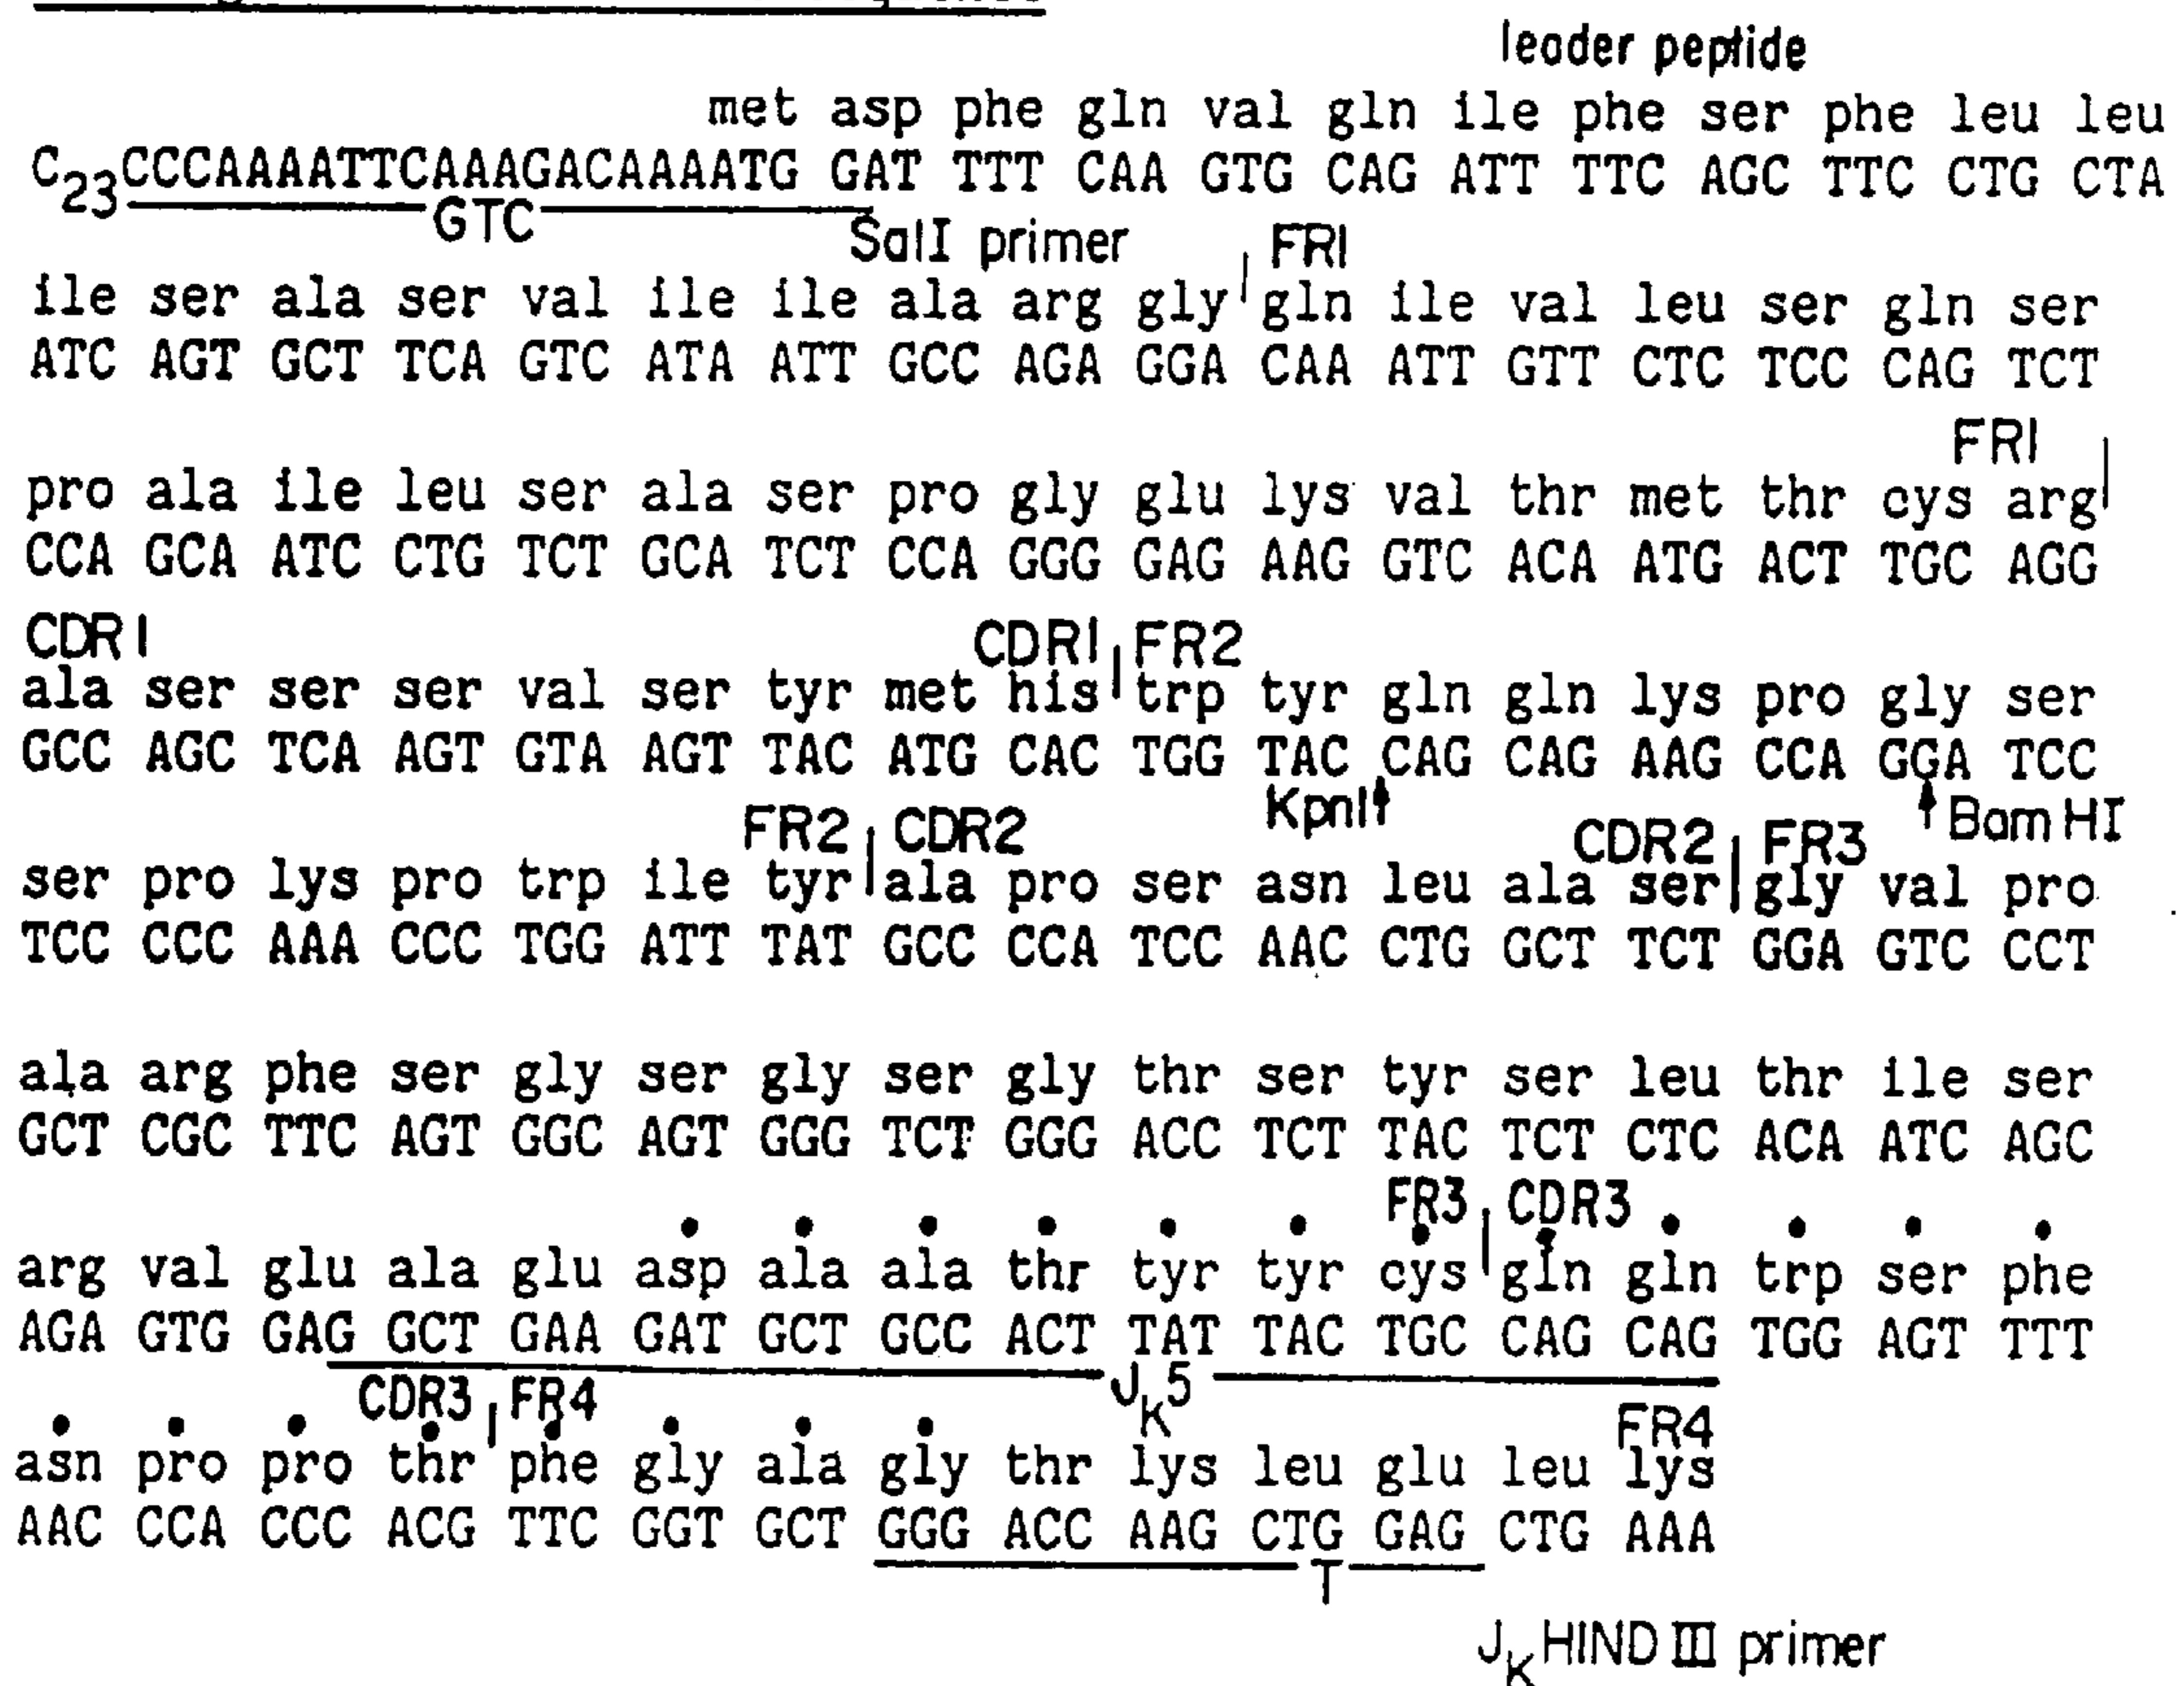 leader peptide
met asp phe gln val gln ile phe ser phe leu leu
C23CCCAAAATTCAAAGACAAAATG GAT TTT CAA GTG CAG ATT TTC AGC TTC CTG CTA
GTC
SalI primer FR1
ile ser ala ser val ile ile ala arg gly gln ile val leu ser gln ser
ATC AGT GCT TCA GTC ATA ATT GCC AGA GGA CAA ATT GTT CTC TCC CAG TCT
FR1
pro ala ile leu ser ala ser pro gly glu lys val thr met thr cys arg
CCA GCA ATC CTG TCT GCA TCT CCA GGG GAG AAG GTC ACA ATG ACT TGC AGG
CDR1 CDR1 FR2
ala ser ser ser val ser tyr met his trp tyr gln gln lys pro gly ser
GCC AGC TCA AGT GTA AGT TAC ATG CAC TGG TAC CAG CAG AAG CCA GGA TCC
KpnI BamHI
FR2 CDR2 CDR2 FR3
ser pro lys pro trp ile tyr ala pro ser asn leu ala ser gly val pro
TCC CCC AAA CCC TGG ATT TAT GCC CCA TCC AAC CTG GCT TCT GGA GTC CCT
ala arg phe ser gly ser gly ser gly thr ser tyr ser leu thr ile ser
GCT CGC TTC AGT GGC AGT GGG TCT GGG ACC TCT TAC TCT CTC ACA ATC AGC
FR3 CDR3
arg val glu ala glu asp ala ala thr tyr tyr cys gln gln trp ser phe
AGA GTG GAG GCT GAA GAT GCT GCC ACT TAT TAC TGC CAG CAG TGG AGT TTT
JK5
CDR3 FR4 FR4
asn pro pro thr phe gly ala gly thr lys leu glu leu lys
AAC CCA CCC ACG TTC GGT GCT GGG ACC AAG CTG GAG CTG AAA
T
JK HIND III primer